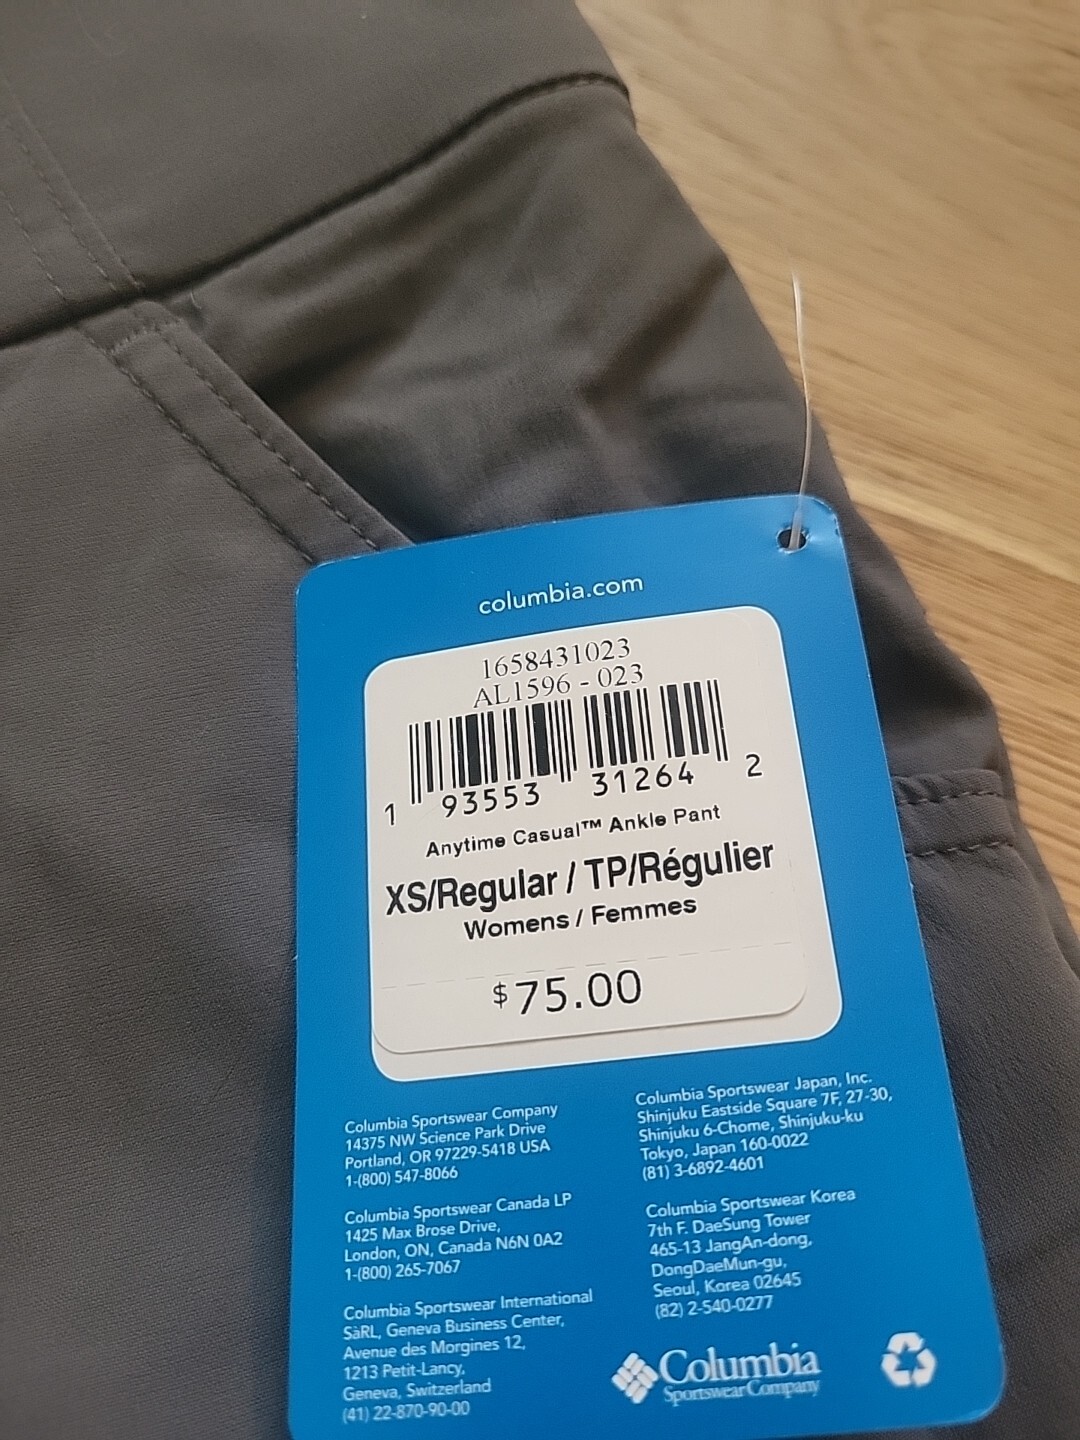 columbia.com
1658431023
AL1596 - 023
1 93553 31264 2
Anytime Casual™ Ankle Pant
XS/Regular / TP/Régulier
Womens / Femmes
$75.00
Columbia Sportswear Company
14375 NW Science Park Drive
Portland, OR 97229-5418 USA
1-(800) 547-8066
Columbia Sportswear Canada LP
1425 Max Brose Drive,
London, ON, Canada N6N 0A2
1-(800) 265-7067
Columbia Sportswear International
SàRL, Geneva Business Center,
Avenue des Morgines 12,
1213 Petit-Lancy,
Geneva, Switzerland
(41) 22-870-90-00
Columbia Sportswear Japan, Inc.
Shinjuku Eastside Square 7F, 27-30,
Shinjuku 6-Chome, Shinjuku-ku
Tokyo, Japan 160-0022
(81) 3-6892-4601
Columbia Sportswear Korea
7th F. DaeSung Tower
465-13 JangAn-dong,
DongDaeMun-gu,
Seoul, Korea 02645
(82) 2-540-0277
Columbia
Sportswear Company